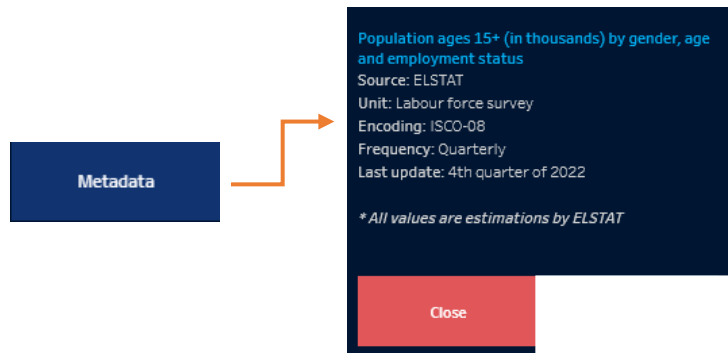 Metadata
Population ages 15+ (in thousands) by gender, age
and employment status
Source: ELSTAT
Unit: Labour force survey
Encoding: ISCO-08
Frequency: Quarterly
Last update: 4th quarter of 2022
* All values are estimations by ELSTAT
Close